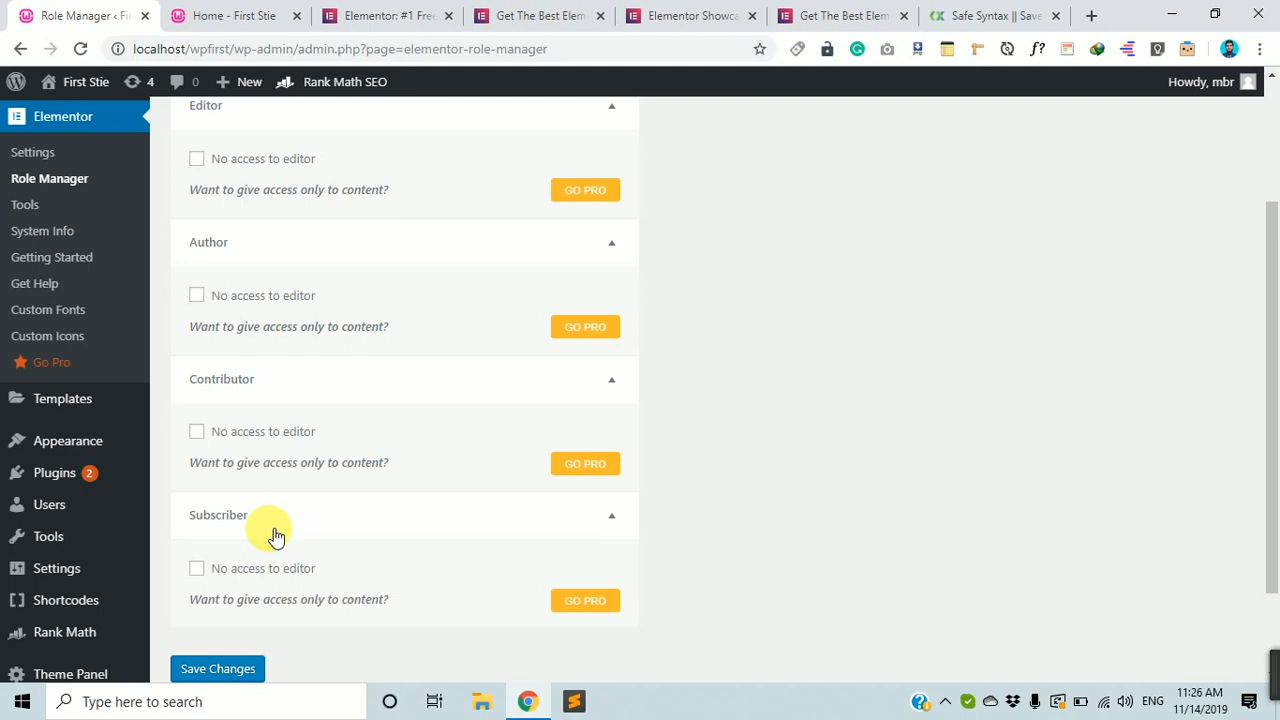 Role Manager ‹ Fi
Home - First Stie
Elementor: #1 Free
Get The Best Elem
Elementor Showca
Get The Best Elem
Safe Syntax || Save
localhost/wpfirst/wp-admin/admin.php?page=elementor-role-manager
First Stie
4
0
New
Rank Math SEO
Howdy, mbr
Elementor
Settings
Role Manager
Tools
System Info
Getting Started
Get Help
Custom Fonts
Custom Icons
Go Pro
Templates
Appearance
Plugins 2
Users
Tools
Settings
Shortcodes
Rank Math
Theme Panel
Editor
No access to editor
Want to give access only to content?
GO PRO
Author
No access to editor
Want to give access only to content?
GO PRO
Contributor
No access to editor
Want to give access only to content?
GO PRO
Subscriber
No access to editor
Want to give access only to content?
GO PRO
Save Changes
Type here to search
ENG
11:26 AM
11/14/2019